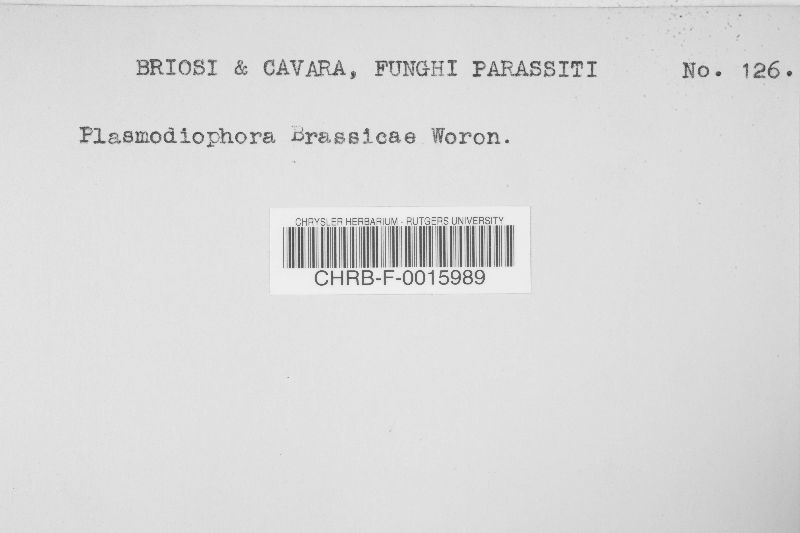 BRIOSI & CAVARA, FUNGHI PARASSITI No. 126.
Plasmodiophora Brassicae Woron.
CHRYSLER HERBARIUM - RUTGERS UNIVERSITY
CHRB-F-0015989